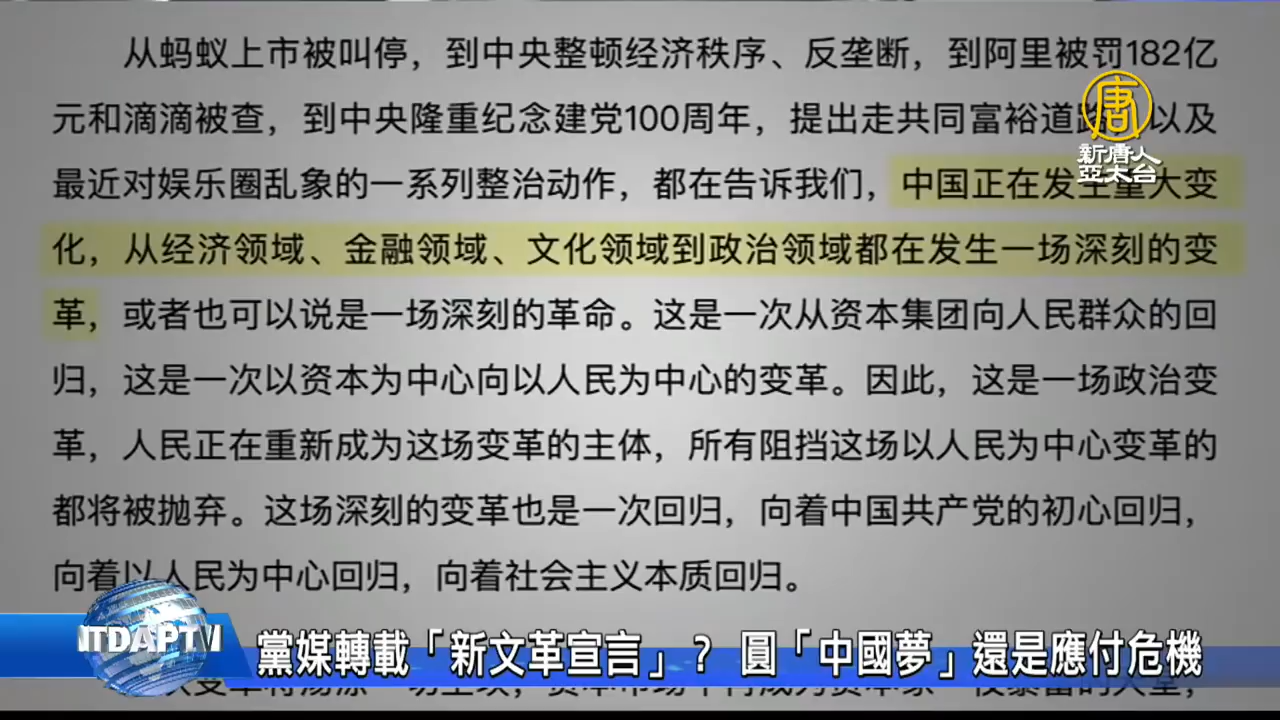 从蚂蚁上市被叫停，到中央整顿经济秩序、反垄断，到阿里被罚182亿
元和滴滴被查，到中央隆重纪念建党100周年，提出走共同富裕道路，以及
最近对娱乐圈乱象的一系列整治动作，都在告诉我们，中国正在发生重大变
化，从经济领域、金融领域、文化领域到政治领域都在发生一场深刻的变
革，或者也可以说是一场深刻的革命。这是一次从资本集团向人民群众的回
归，这是一次以资本为中心向以人民为中心的变革。因此，这是一场政治变
革，人民正在重新成为这场变革的主体，所有阻挡这场以人民为中心变革的
都将被抛弃。这场深刻的变革也是一次回归，向着中国共产党的初心回归，
向着以人民为中心回归，向着社会主义本质回归。
唐
新唐人
亞太台
NTDAPTV
黨媒轉載「新文革宣言」？ 圓「中國夢」還是應付危機